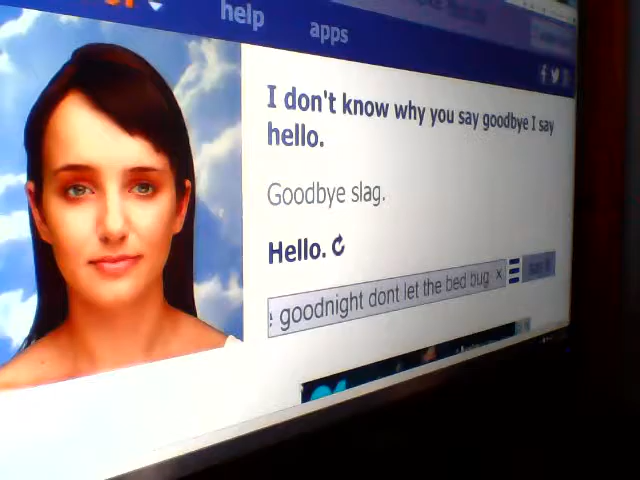 help
apps
I don't know why you say goodbye I say
hello.
Goodbye slag.
Hello.
goodnight dont let the bed bug